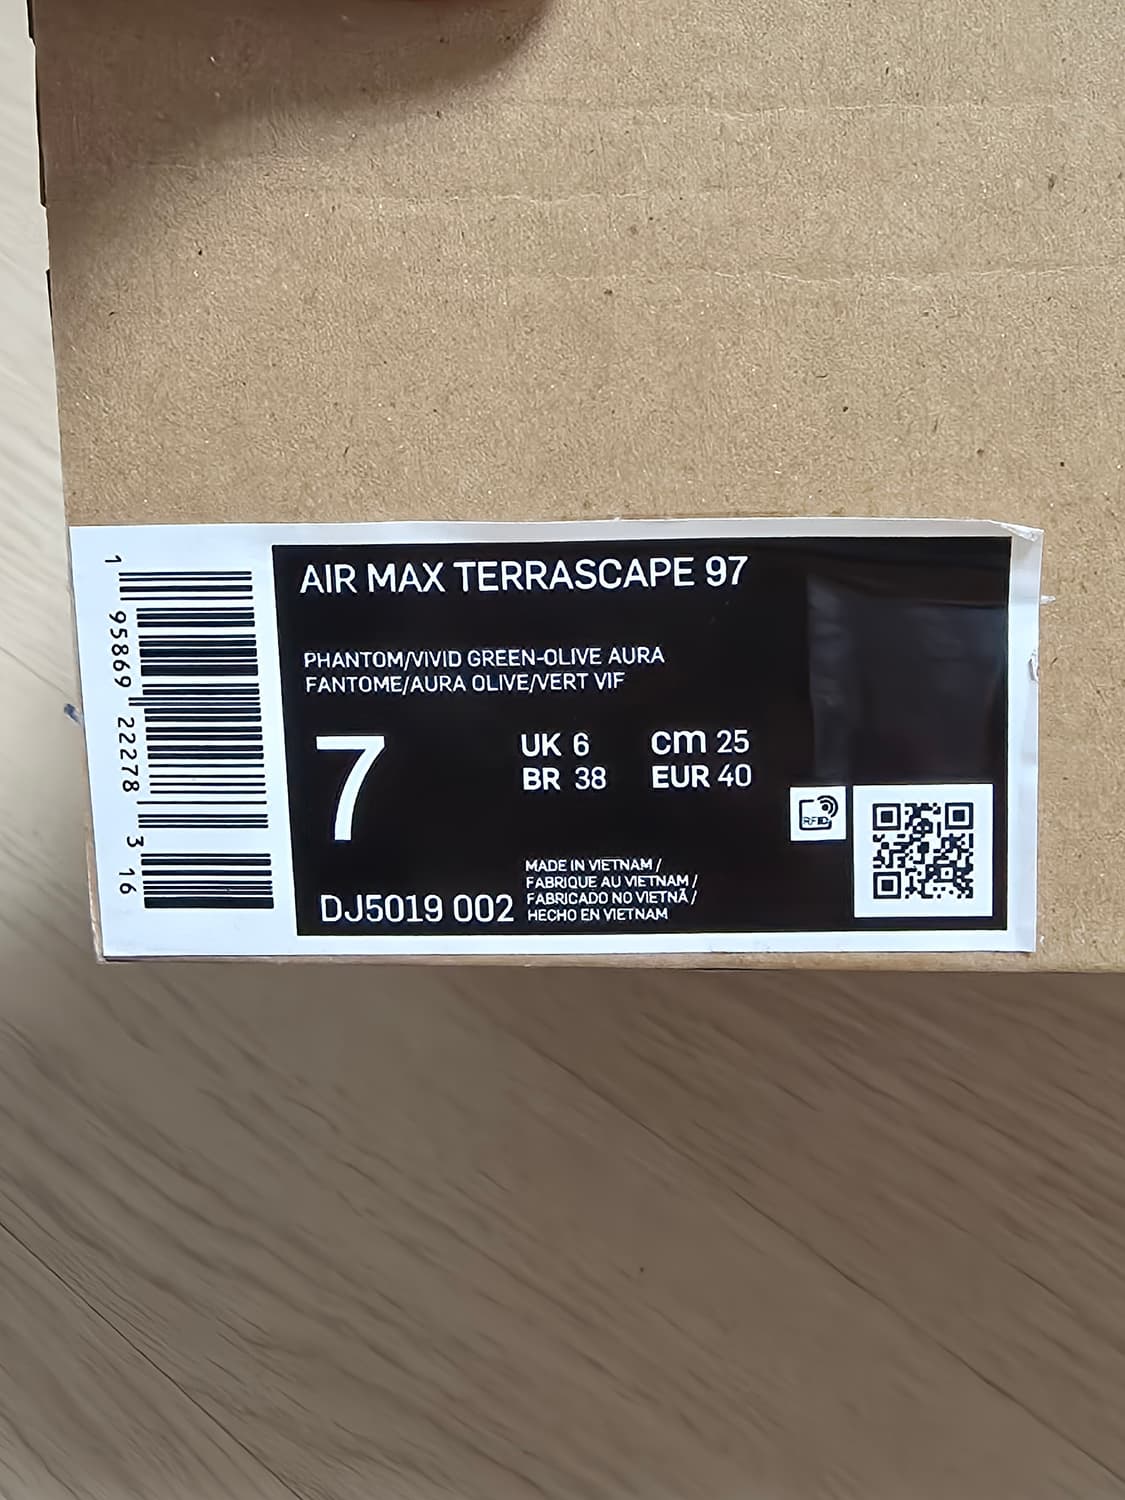 AIR MAX TERRASCAPE 97
PHANTOM/VIVID GREEN-OLIVE AURA
FANTOME/AURA OLIVE/VERT VIF
7
UK 6 cm 25
BR 38 EUR 40
DJ5019 002
MADE IN VIETNAM /
FABRIQUE AU VIETNAM /
FABRICADO NO VIETNÃ /
HECHO EN VIETNAM
RFID
1 95869 22278 3 16